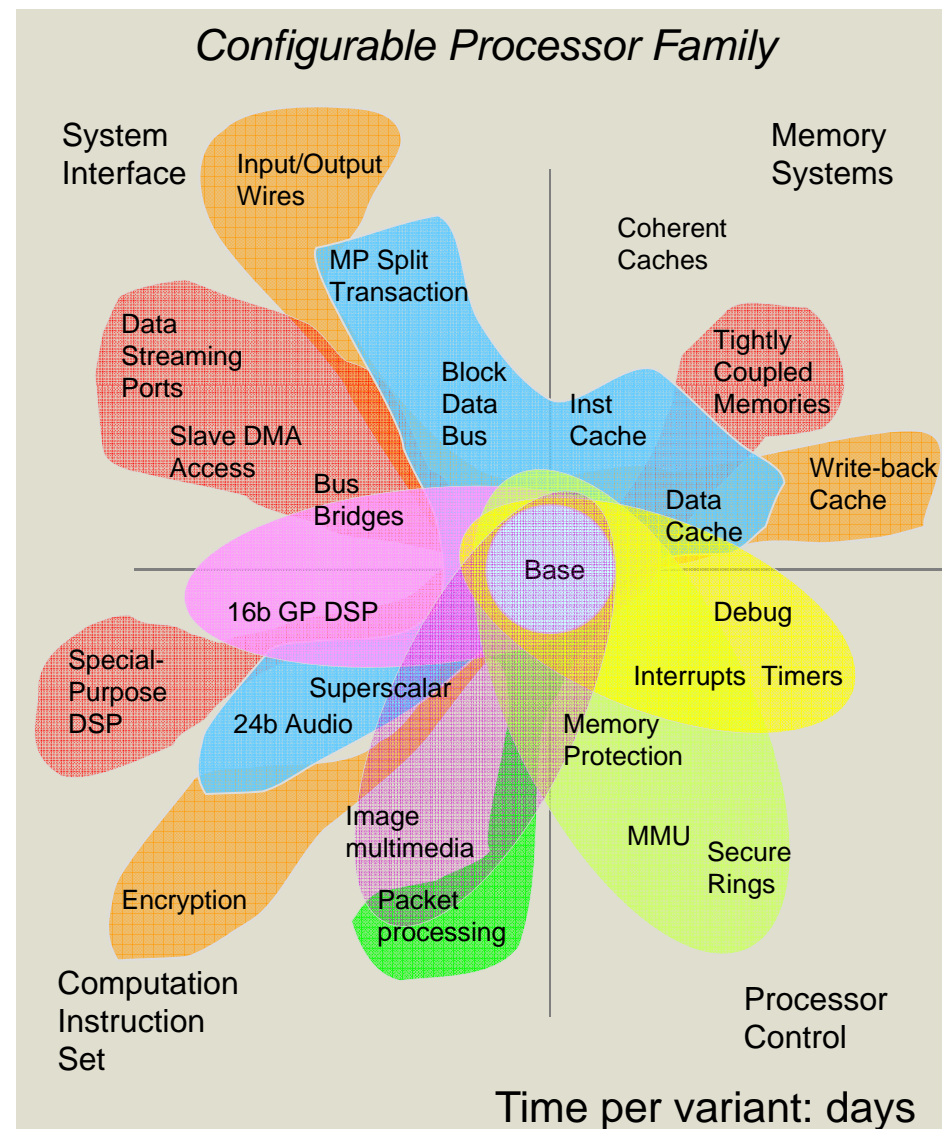 Configurable Processor Family
System
Interface
Input/Output
Wires
Memory
Systems
Coherent
Caches
MP Split
Transaction
Data
Streaming
Ports
Tightly
Coupled
Memories
Block
Data
Bus
Inst
Cache
Slave DMA
Access
Bus
Bridges
Write-back
Cache
Data
Cache
Base
16b GP DSP
Debug
Special-
Purpose
DSP
Superscalar
24b Audio
Interrupts Timers
Memory
Protection
Image
multimedia
MMU
Secure
Rings
Encryption
Packet
processing
Computation
Instruction
Set
Processor
Control
Time per variant: days